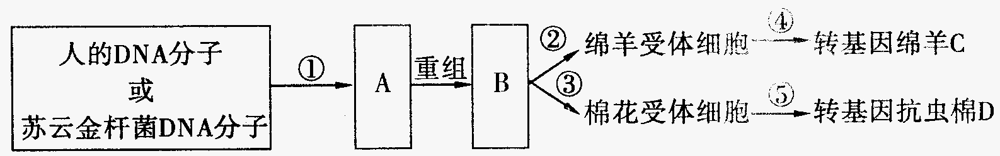 人的DNA分子
或
苏云金杆菌DNA分子
①
A
重组
B
②
绵羊受体细胞
④
转基因绵羊C
③
棉花受体细胞
⑤
转基因抗虫棉D